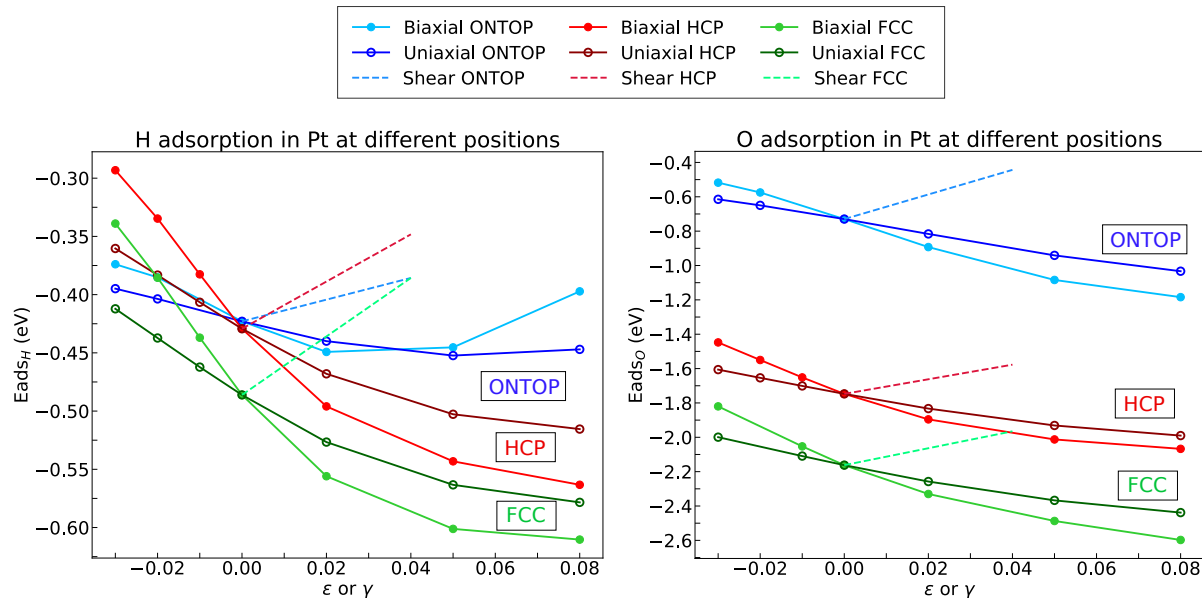 Biaxial ONTOP Biaxial HCP Biaxial FCC
Uniaxial ONTOP Uniaxial HCP Uniaxial FCC
Shear ONTOP Shear HCP Shear FCC
H adsorption in Pt at different positions
−0.30
−0.35
−0.40
−0.45
−0.50
−0.55
−0.60
Eads_H (eV)
ONTOP
HCP
FCC
−0.02 0.00 0.02 0.04 0.06 0.08
ε or γ
O adsorption in Pt at different positions
−0.4
−0.6
−0.8
−1.0
−1.2
−1.4
−1.6
−1.8
−2.0
−2.2
−2.4
−2.6
Eads_O (eV)
ONTOP
HCP
FCC
−0.02 0.00 0.02 0.04 0.06 0.08
ε or γ